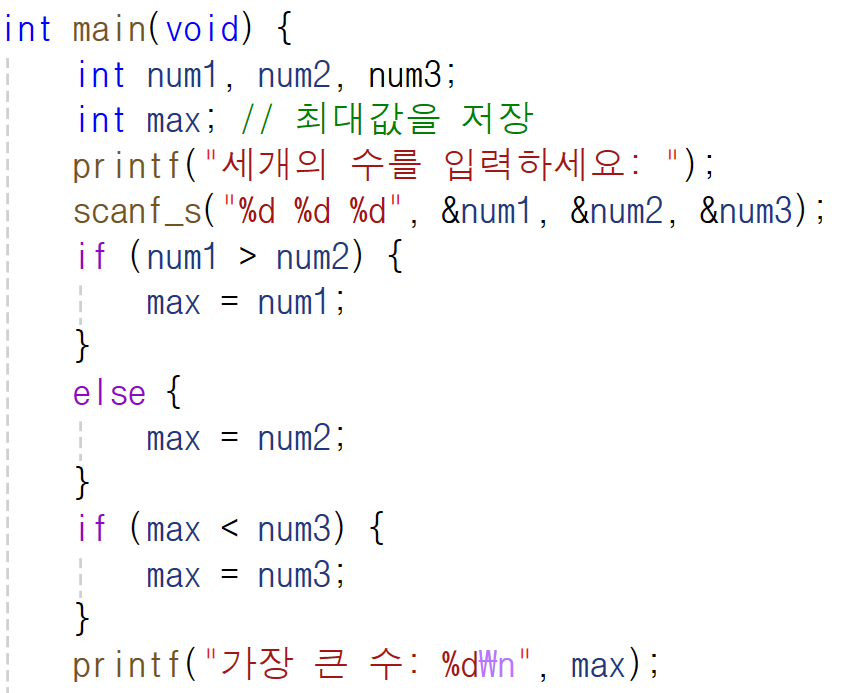 int main(void) {
    int num1, num2, num3;
    int max; // 최대값을 저장
    printf("세개의 수를 입력하세요: ");
    scanf_s("%d %d %d", &num1, &num2, &num3);
    if (num1 > num2) {
        max = num1;
    }
    else {
        max = num2;
    }
    if (max < num3) {
        max = num3;
    }
    printf("가장 큰 수: %d₩n", max);